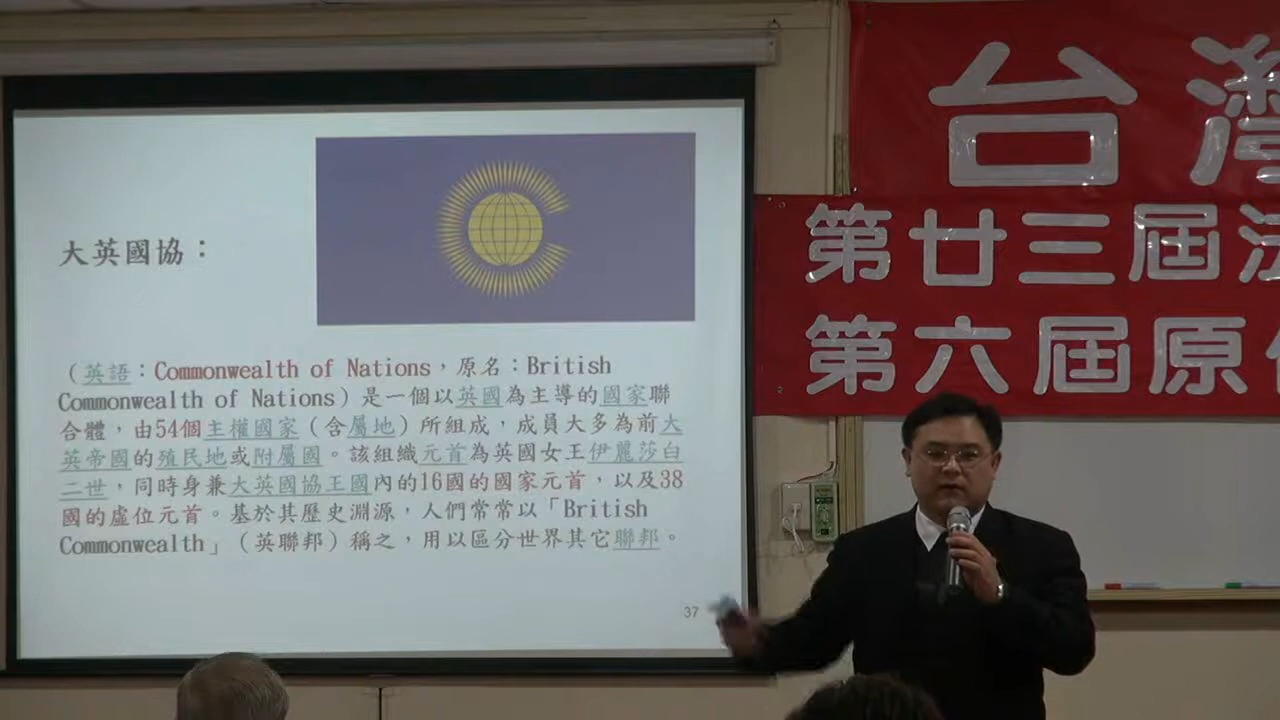 大英國協：
（英語：Commonwealth of Nations，原名：British
Commonwealth of Nations）是一個以英國為主導的國家聯
合體，由54個主權國家（含屬地）所組成，成員大多為前大
英帝國的殖民地或附屬國。該組織元首為英國女王伊麗莎白
二世，同時身兼大英國協王國內的16國的國家元首，以及38
國的虛位元首。基於其歷史淵源，人們常常以「British
Commonwealth」（英聯邦）稱之，用以區分世界其它聯邦。
37
台灣
第廿三屆法
第六屆原住